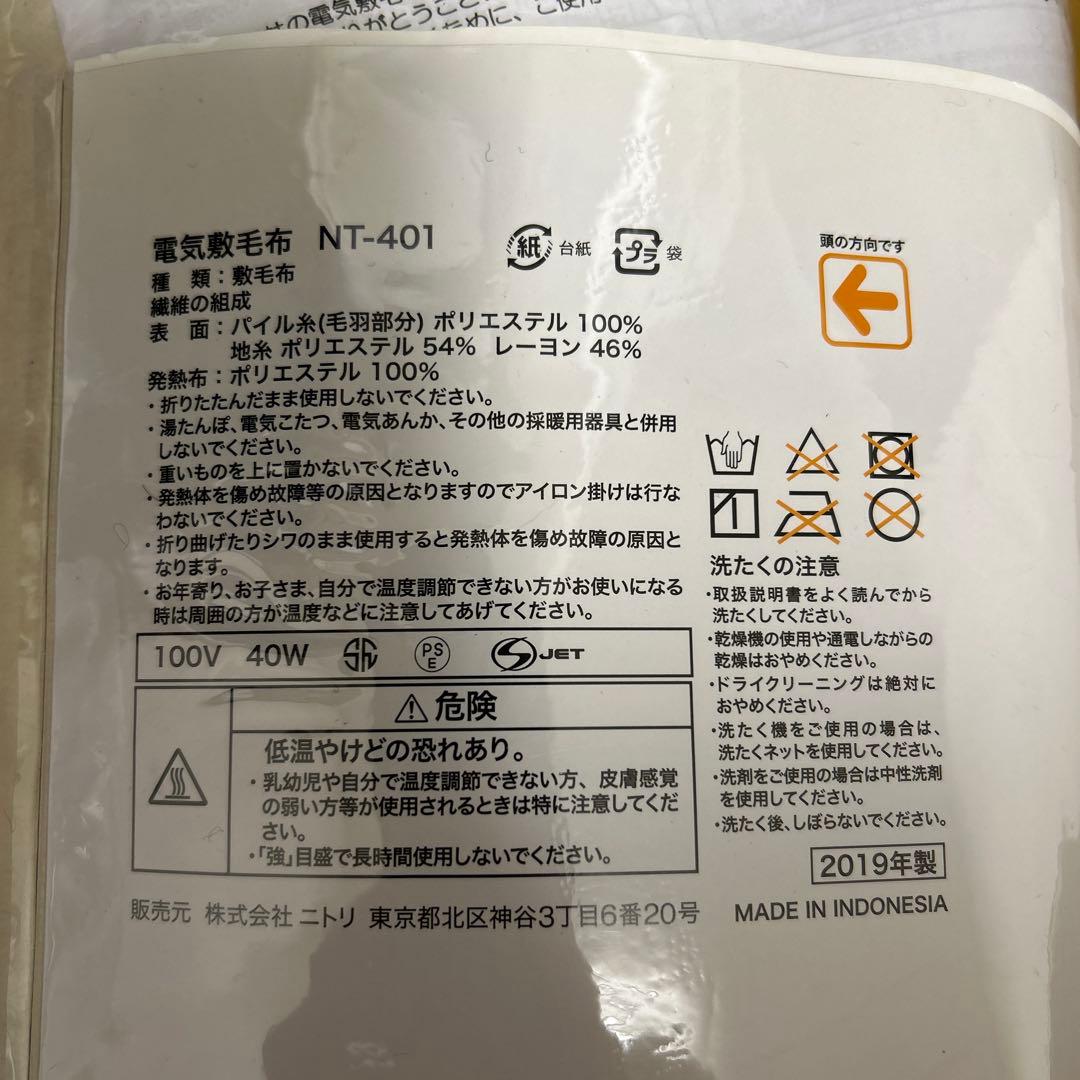 の電気敷毛布
りがとうござ
ために、ご使用
電気敷毛布 NT-401
紙 台紙 プラ 袋
種 類：敷毛布
繊維の組成
表 面：パイル糸(毛羽部分) ポリエステル 100%
地糸 ポリエステル 54% レーヨン 46%
発熱布：ポリエステル 100%
・折りたたんだまま使用しないでください。
・湯たんぽ、電気こたつ、電気あんか、その他の採暖用器具と併用
しないでください。
・重いものを上に置かないでください。
・発熱体を傷め故障等の原因となりますのでアイロン掛けは行な
わないでください。
・折り曲げたりシワのまま使用すると発熱体を傷め故障の原因と
なります。
・お年寄り、お子さま、自分で温度調節できない方がお使いになる
時は周囲の方が温度などに注意してあげてください。
100V 40W PSE S JET
危険
低温やけどの恐れあり。
・乳幼児や自分で温度調節できない方、皮膚感覚
の弱い方等が使用されるときは特に注意してくだ
さい。
・「強」目盛で長時間使用しないでください。
販売元 株式会社 ニトリ 東京都北区神谷3丁目6番20号
頭の方向です
洗たくの注意
・取扱説明書をよく読んでから
洗たくしてください。
・乾燥機の使用や通電しながらの
乾燥はおやめください。
・ドライクリーニングは絶対に
おやめください。
・洗たく機をご使用の場合は、
洗たくネットを使用してください。
・洗剤をご使用の場合は中性洗剤
を使用してください。
・洗たく後、しぼらないでください。
2019年製
MADE IN INDONESIA